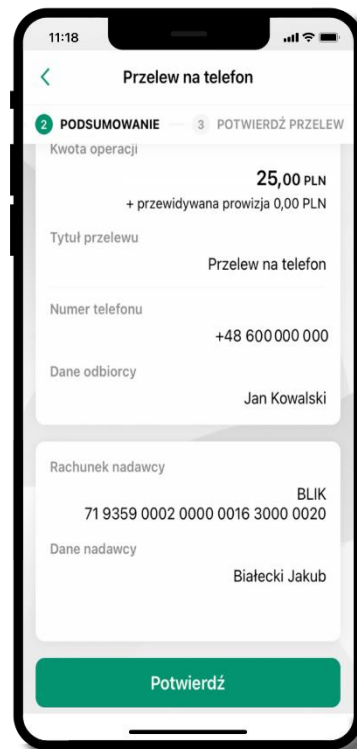 11:18
Przelew na telefon
2 PODSUMOWANIE 3 POTWIERDŹ PRZELEW
Kwota operacji
25,00 PLN
+ przewidywana prowizja 0,00 PLN
Tytuł przelewu
Przelew na telefon
Numer telefonu
+48 600 000 000
Dane odbiorcy
Jan Kowalski
Rachunek nadawcy
BLIK
71 9359 0002 0000 0016 3000 0020
Dane nadawcy
Białecki Jakub
Potwierdź